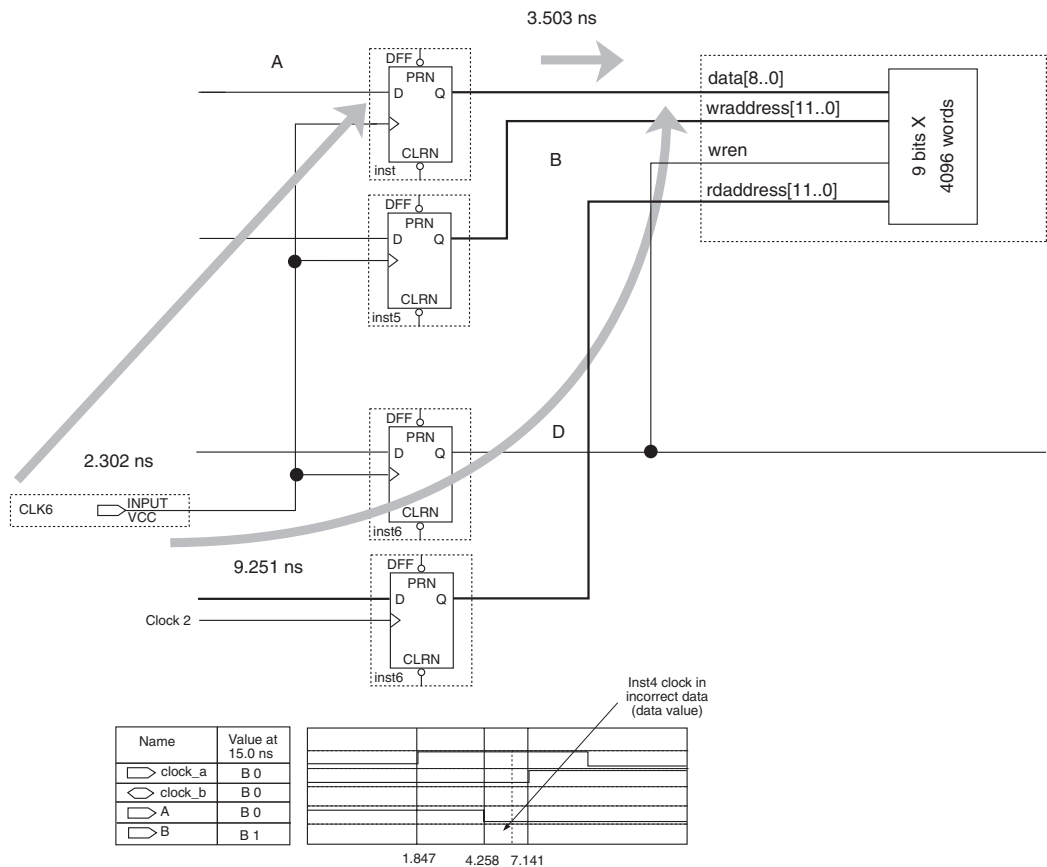 3.503 ns
A
DFF
PRN
D Q
CLRN
inst
data[8..0]
wraddress[11..0]
wren
rdaddress[11..0]
9 bits X
4096 words
B
DFF
PRN
D Q
CLRN
inst5
DFF
PRN
D Q
CLRN
inst6
D
2.302 ns
CLK6
INPUT
VCC
9.251 ns
DFF
PRN
D Q
CLRN
inst6
Clock 2
Inst4 clock in
incorrect data
(data value)
Name Value at
15.0 ns
clock_a B 0
clock_b B 0
A B 0
B B 1
1.847 4.258 7.141